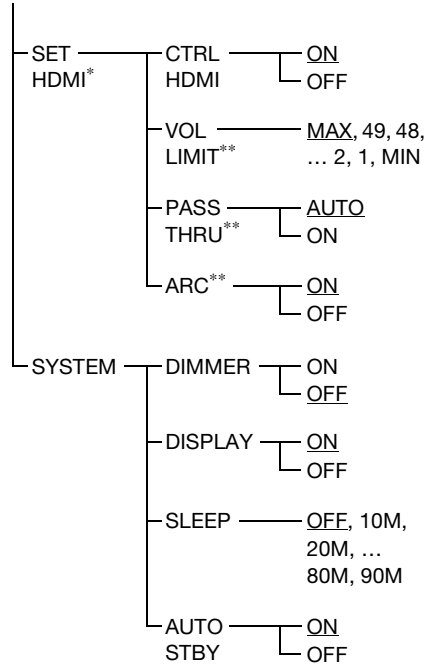 SET HDMI*
CTRL HDMI
ON
OFF
VOL LIMIT**
MAX, 49, 48,
... 2, 1, MIN
PASS THRU**
AUTO
ON
ARC**
ON
OFF
SYSTEM
DIMMER
ON
OFF
DISPLAY
ON
OFF
SLEEP
OFF, 10M,
20M, ...
80M, 90M
AUTO STBY
ON
OFF